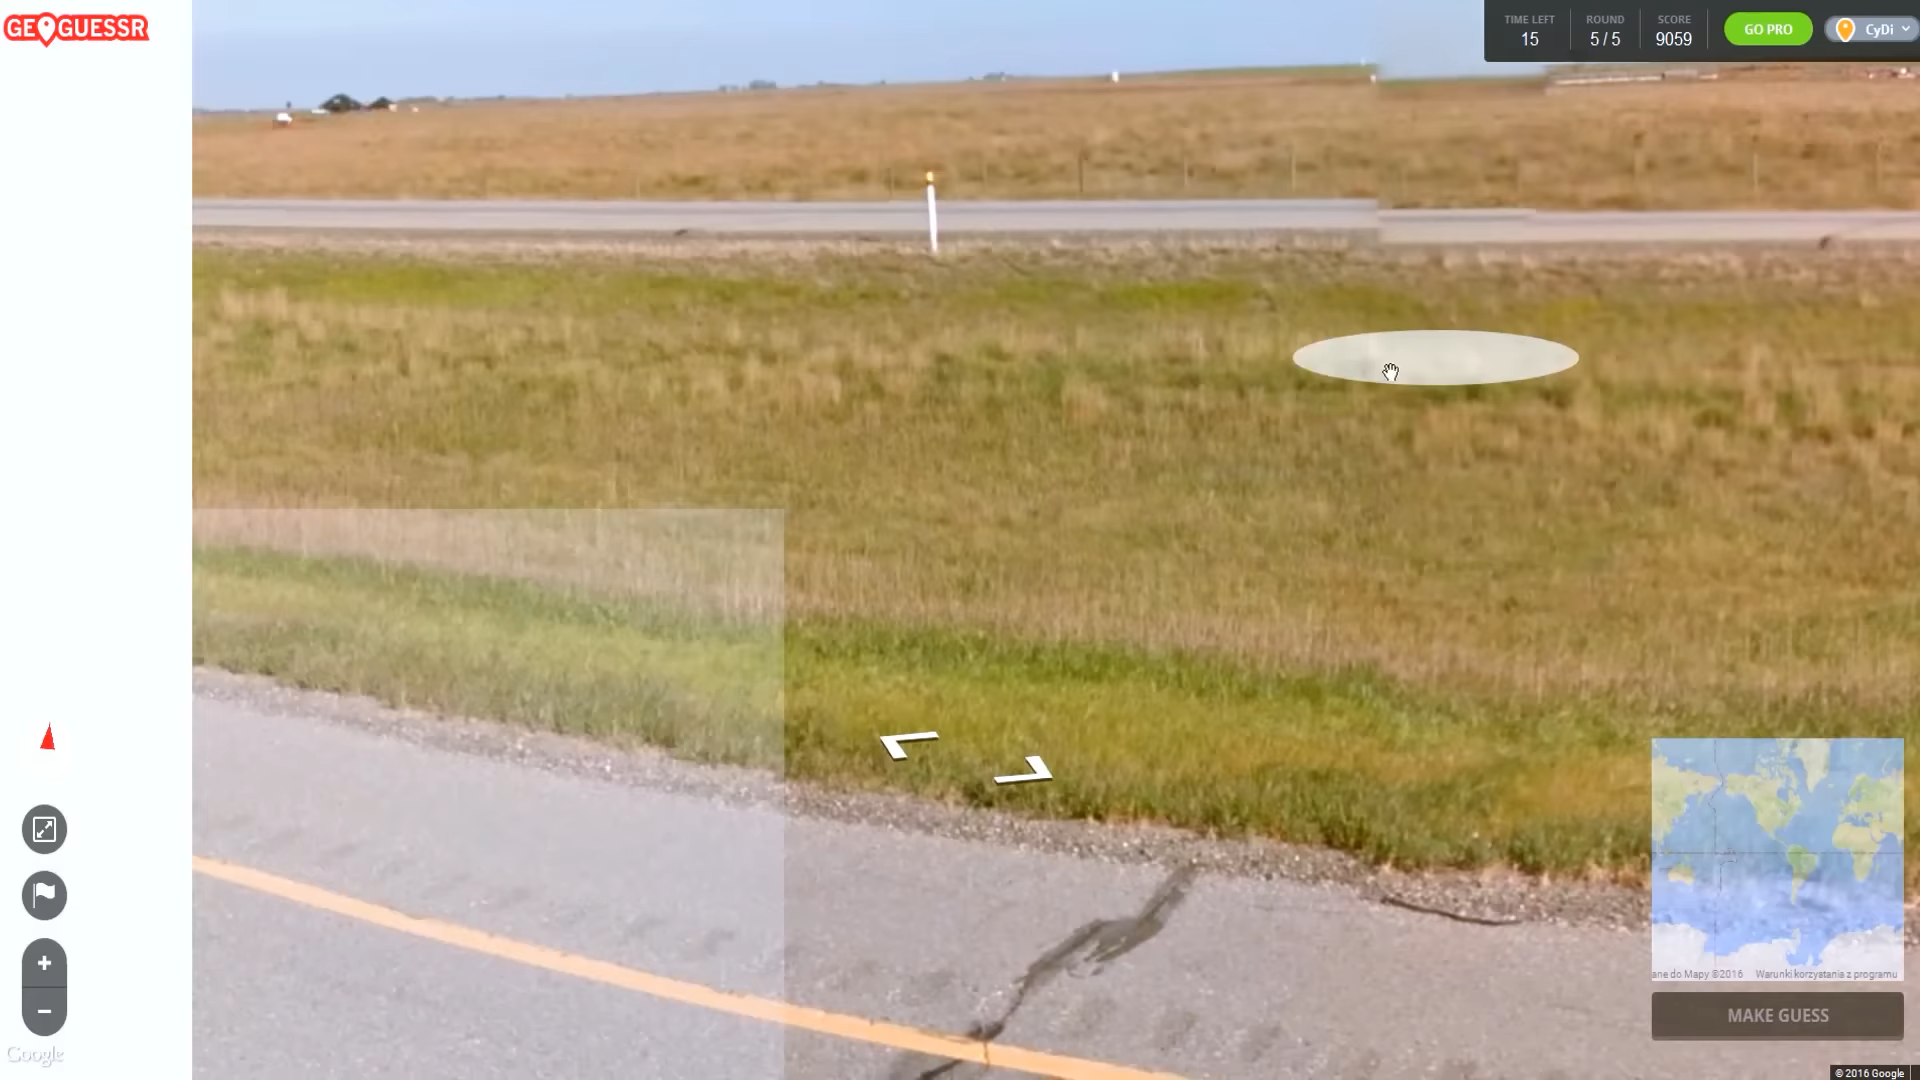 GEOGUESSR
TIME LEFT
15
ROUND
5 / 5
SCORE
9059
GO PRO
CyDi
ane do Mapy ©2016
Warunki korzystania z programu
MAKE GUESS
Google
© 2016 Google